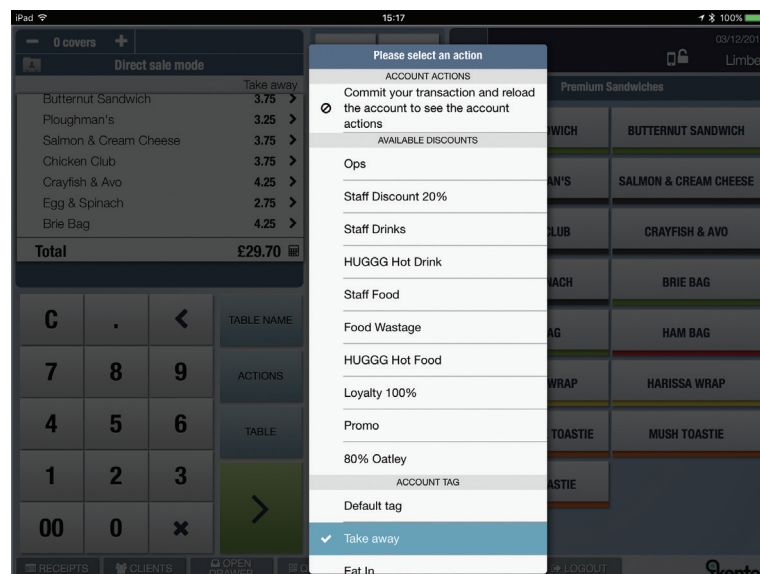 iPad
15:17
100%
0 covers
03/12/201
Direct sale mode
Limbe
Take away
Butternut Sandwich 3.75
Ploughman's 3.25
Salmon & Cream Cheese 3.75
Chicken Club 3.75
Crayfish & Avo 4.25
Egg & Spinach 2.75
Brie Bag 4.25
Total £29.70
C . <
TABLE NAME
7 8 9
ACTIONS
4 5 6
TABLE
1 2 3
>
00 0 ×
RECEIPTS
CLIENTS
OPEN
DRAWER
Please select an action
ACCOUNT ACTIONS
Commit your transaction and reload
the account to see the account
actions
AVAILABLE DISCOUNTS
Ops
Staff Discount 20%
Staff Drinks
HUGGG Hot Drink
Staff Food
Food Wastage
HUGGG Hot Food
Loyalty 100%
Promo
80% Oatley
ACCOUNT TAG
Default tag
Take away
Eat In
Premium Sandwiches
WICH
BUTTERNUT SANDWICH
AN'S
SALMON & CREAM CHEESE
CLUB
CRAYFISH & AVO
NACH
BRIE BAG
AG
HAM BAG
WRAP
HARISSA WRAP
TOASTIE
MUSH TOASTIE
ASTIE
LOGOUT